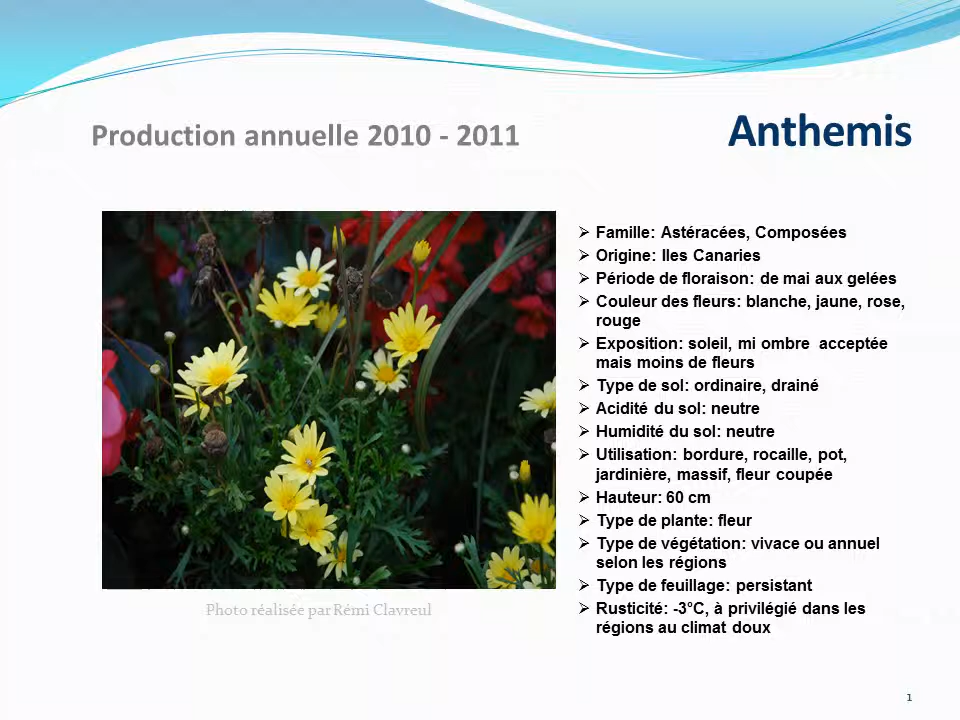 Production annuelle 2010 - 2011
Anthemis
➢ Famille: Astéracées, Composées
➢ Origine: Iles Canaries
➢ Période de floraison: de mai aux gelées
➢ Couleur des fleurs: blanche, jaune, rose,
rouge
➢ Exposition: soleil, mi ombre acceptée
mais moins de fleurs
➢ Type de sol: ordinaire, drainé
➢ Acidité du sol: neutre
➢ Humidité du sol: neutre
➢ Utilisation: bordure, rocaille, pot,
jardinière, massif, fleur coupée
➢ Hauteur: 60 cm
➢ Type de plante: fleur
➢ Type de végétation: vivace ou annuel
selon les régions
➢ Type de feuillage: persistant
➢ Rusticité: -3°C, à privilégié dans les
régions au climat doux
Photo réalisée par Rémi Clavreul
1